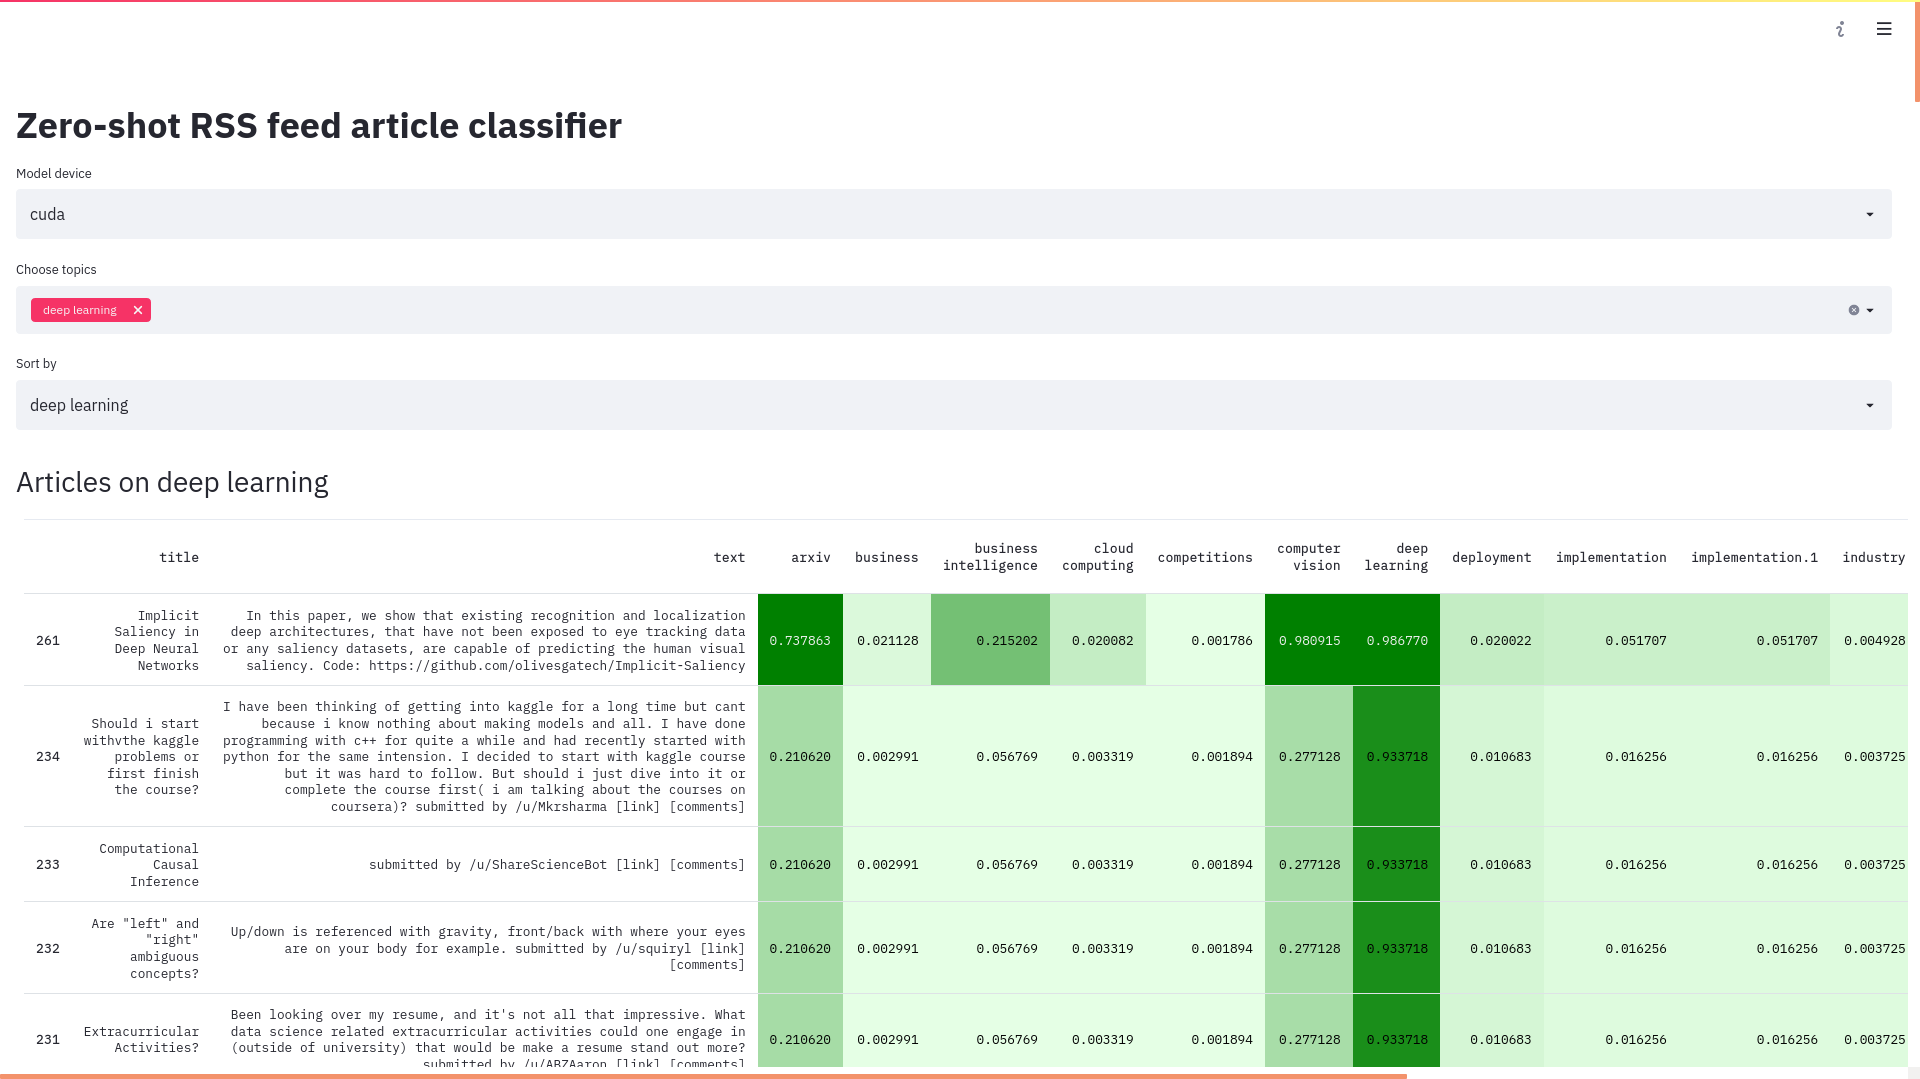 Zero-shot RSS feed article classifier
Model device
cuda
Choose topics
deep learning
Sort by
deep learning
Articles on deep learning
title text arxiv business business intelligence cloud computing competitions computer vision deep learning deployment implementation implementation.1 industry
261
Implicit
Saliency in
Deep Neural
Networks
In this paper, we show that existing recognition and localization
deep architectures, that have not been exposed to eye tracking data
or any saliency datasets, are capable of predicting the human visual
saliency. Code: https://github.com/olivesgatech/Implicit-Saliency
0.737863 0.021128 0.215202 0.020082 0.001786 0.980915 0.986770 0.020022 0.051707 0.051707 0.004928
234
Should i start
withvthe kaggle
problems or
first finish
the course?
I have been thinking of getting into kaggle for a long time but cant
because i know nothing about making models and all. I have done
programming with c++ for quite a while and had recently started with
python for the same intension. I decided to start with kaggle course
but it was hard to follow. But should i just dive into it or
complete the course first( i am talking about the courses on
coursera)? submitted by /u/Mkrsharma [link] [comments]
0.210620 0.002991 0.056769 0.003319 0.001894 0.277128 0.933718 0.010683 0.016256 0.016256 0.003725
233
Computational
Causal
Inference
submitted by /u/ShareScienceBot [link] [comments]
0.210620 0.002991 0.056769 0.003319 0.001894 0.277128 0.933718 0.010683 0.016256 0.016256 0.003725
232
Are "left" and
"right"
ambiguous
concepts?
Up/down is referenced with gravity, front/back with where your eyes
are on your body for example. submitted by /u/squiryl [link]
[comments]
0.210620 0.002991 0.056769 0.003319 0.001894 0.277128 0.933718 0.010683 0.016256 0.016256 0.003725
231
Extracurricular
Activities?
Been looking over my resume, and it's not all that impressive. What
data science related extracurricular activities could one engage in
(outside of university) that would be make a resume stand out more?
submitted by /u/ABZAaron [link] [comments]
0.210620 0.002991 0.056769 0.003319 0.001894 0.277128 0.933718 0.010683 0.016256 0.016256 0.003725